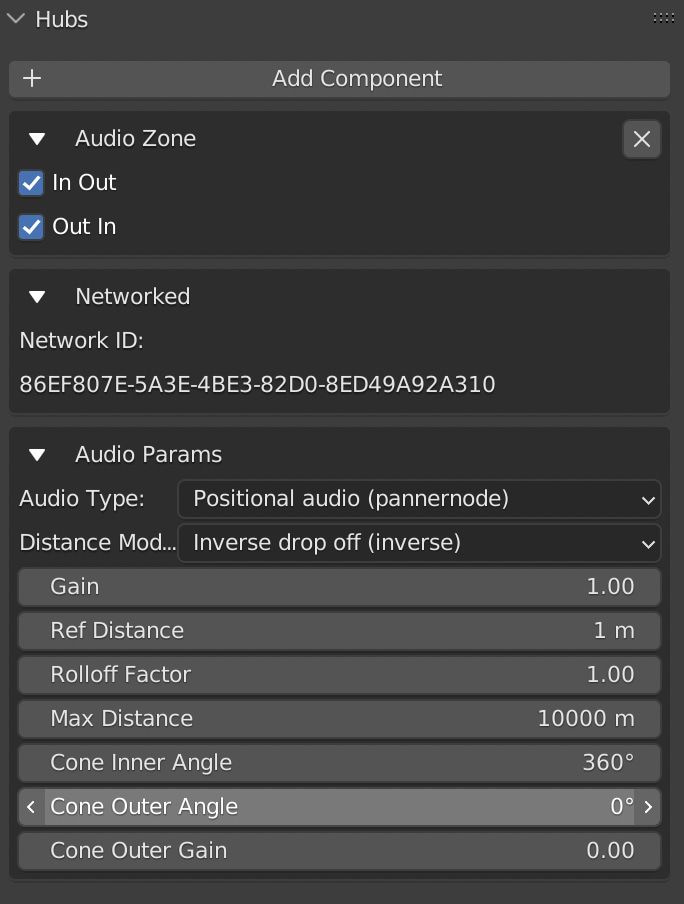 Hubs
Add Component
Audio Zone
In Out
Out In
Networked
Network ID:
86EF807E-5A3E-4BE3-82D0-8ED49A92A310
Audio Params
Audio Type: Positional audio (pannernode)
Distance Mod... Inverse drop off (inverse)
Gain 1.00
Ref Distance 1 m
Rolloff Factor 1.00
Max Distance 10000 m
Cone Inner Angle 360°
Cone Outer Angle 0°
Cone Outer Gain 0.00